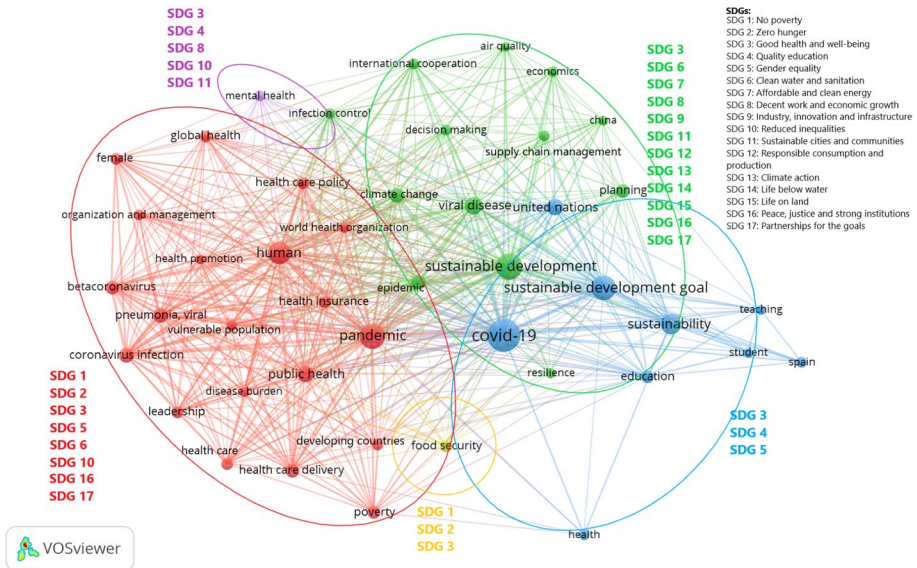 SDG 3
SDG 4
SDG 8
SDG 10
SDG 11
SDGs:
SDG 1: No poverty
SDG 2: Zero hunger
SDG 3: Good health and well-being
SDG 4: Quality education
SDG 5: Gender equality
SDG 6: Clean water and sanitation
SDG 7: Affordable and clean energy
SDG 8: Decent work and economic growth
SDG 9: Industry, innovation and infrastructure
SDG 10: Reduced inequalities
SDG 11: Sustainable cities and communities
SDG 12: Responsible consumption and
production
SDG 13: Climate action
SDG 14: Life below water
SDG 15: Life on land
SDG 16: Peace, justice and strong institutions
SDG 17: Partnerships for the goals
SDG 3
SDG 6
SDG 7
SDG 8
SDG 9
SDG 11
SDG 12
SDG 13
SDG 14
SDG 15
SDG 16
SDG 17
air quality
international cooperation
economics
mental health
infection control
china
decision making
global health
supply chain management
female
health care policy
climate change
planning
viral disease
united nations
organization and management
world health organization
human
health promotion
sustainable development
epidemic
sustainable development goal
betacoronavirus
health insurance
pneumonia, viral
teaching
vulnerable population
sustainability
pandemic
covid-19
coronavirus infection
student
spain
public health
resilience
education
disease burden
leadership
developing countries
food security
health care
health care delivery
poverty
health
SDG 1
SDG 2
SDG 3
SDG 5
SDG 6
SDG 10
SDG 16
SDG 17
SDG 3
SDG 4
SDG 5
SDG 1
SDG 2
SDG 3
VOSviewer